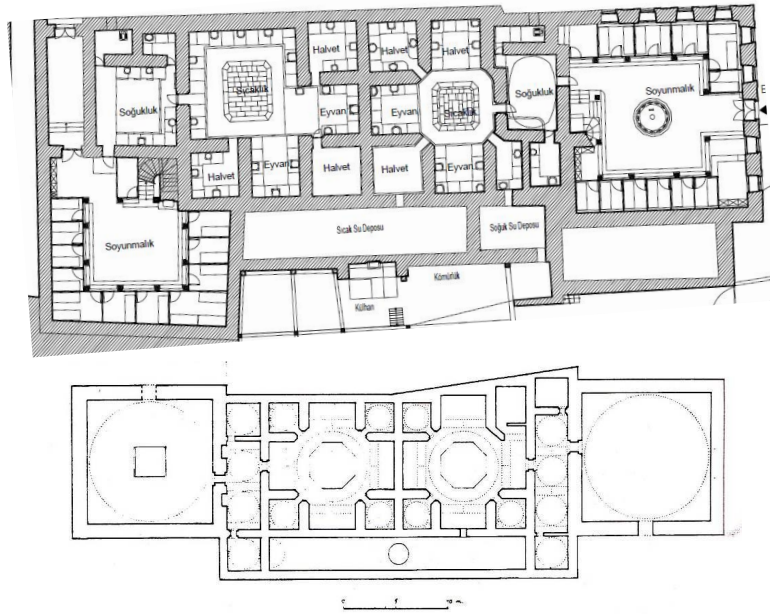 Halvet
Halvet
Halvet
Sıcaklık
Soğukluk
Soyunmalık
Soğukluk
E
Eyvan
Eyvan
Sıcaklık
Halvet
Eyvan
Halvet
Halvet
Eyvan
Soyunmalık
Sıcak Su Deposu
Soğuk Su Deposu
Kömürlük
Külhan